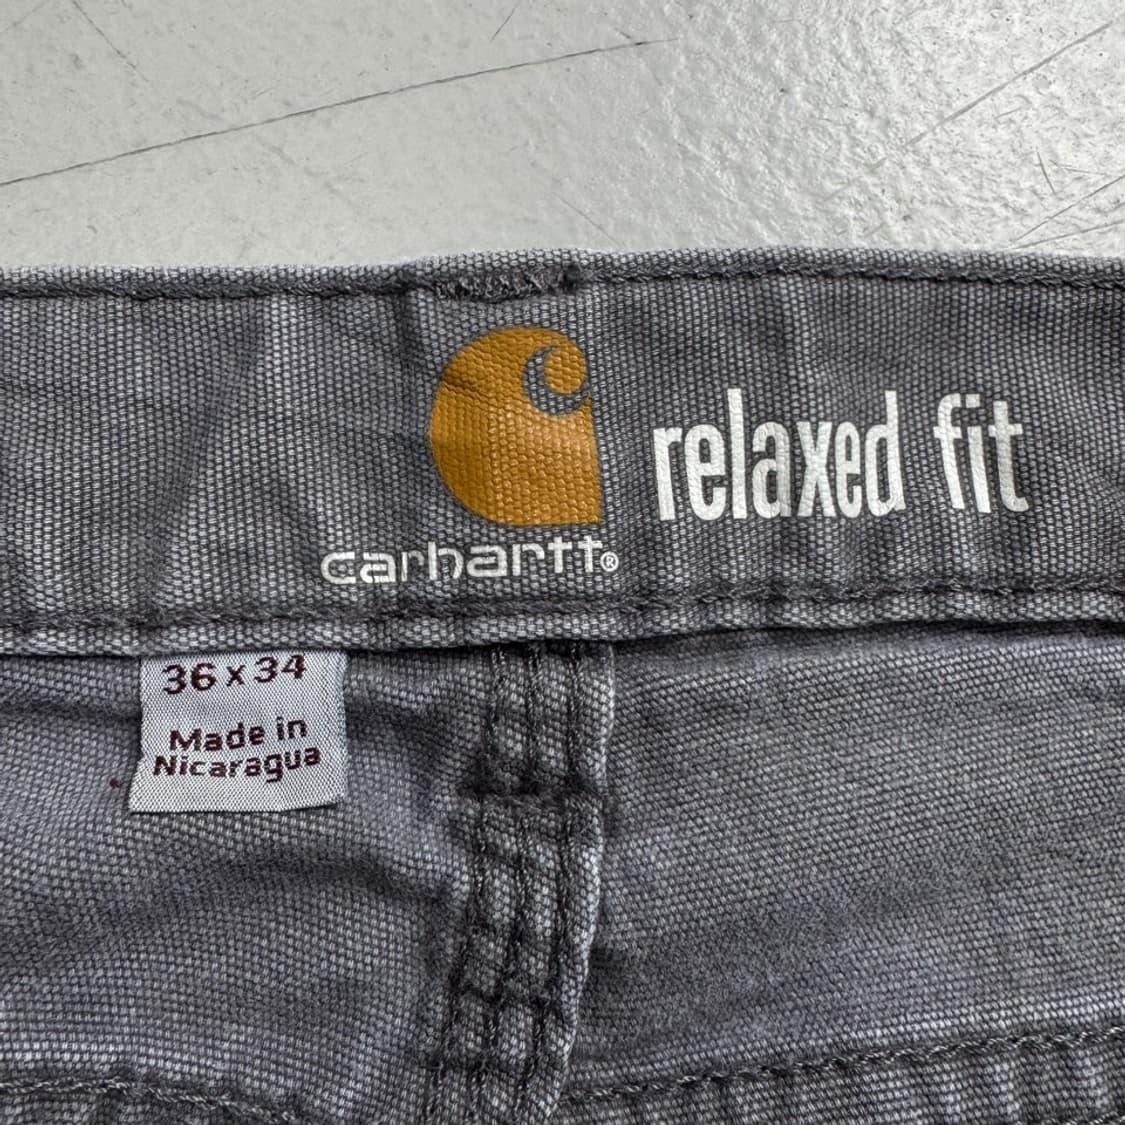 relaxed fit
carhartt®
36 x 34
Made in
Nicaragua